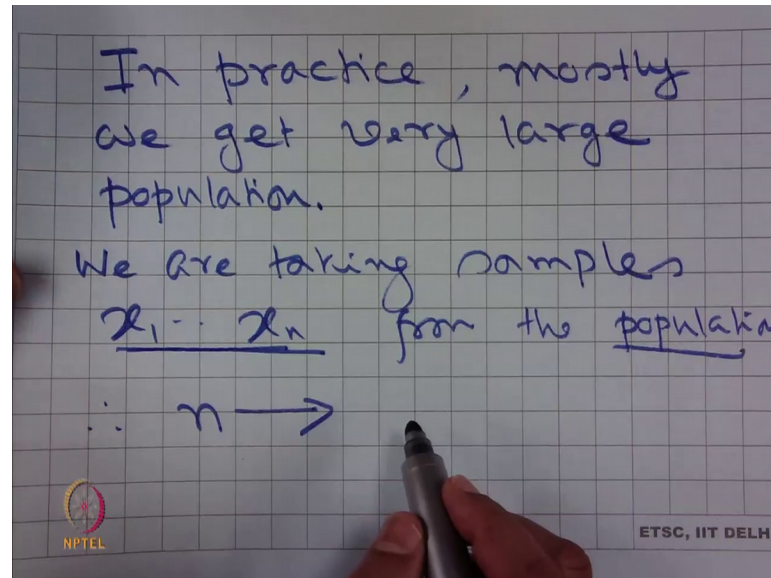 In practice, mostly
we get very large
population.
We are taking samples
x₁ .. xₙ from the populatio
∴ n →
NPTEL
ETSC, IIT DELH